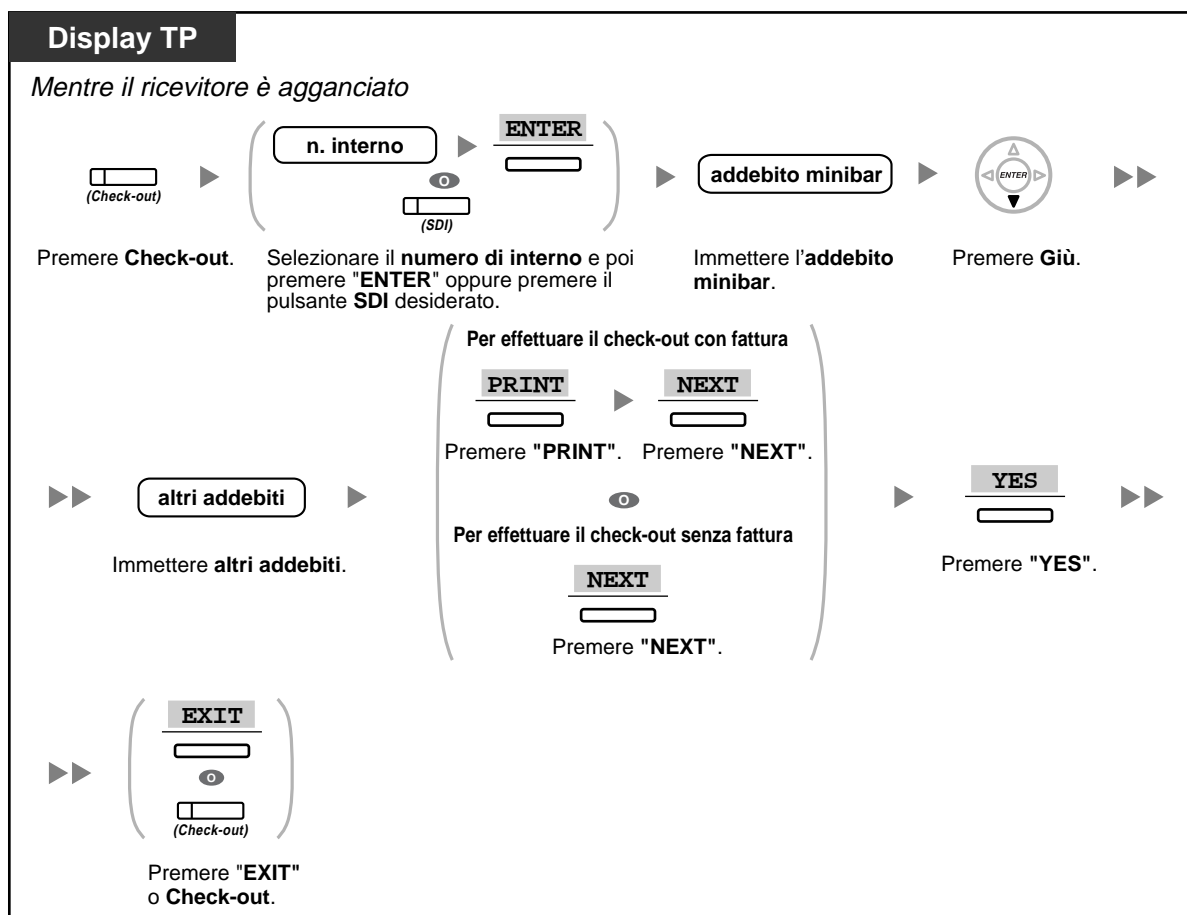 Display TP
Mentre il ricevitore è agganciato
(Check-out)
n. interno
ENTER
O
(SDI)
addebito minibar
ENTER
Premere Check-out.
Selezionare il numero di interno e poi
premere "ENTER" oppure premere il
pulsante SDI desiderato.
Immettere l'addebito
minibar.
Premere Giù.
Per effettuare il check-out con fattura
PRINT
NEXT
Premere "PRINT".
Premere "NEXT".
O
Per effettuare il check-out senza fattura
NEXT
Premere "NEXT".
altri addebiti
Immettere altri addebiti.
YES
Premere "YES".
EXIT
O
(Check-out)
Premere "EXIT"
o Check-out.